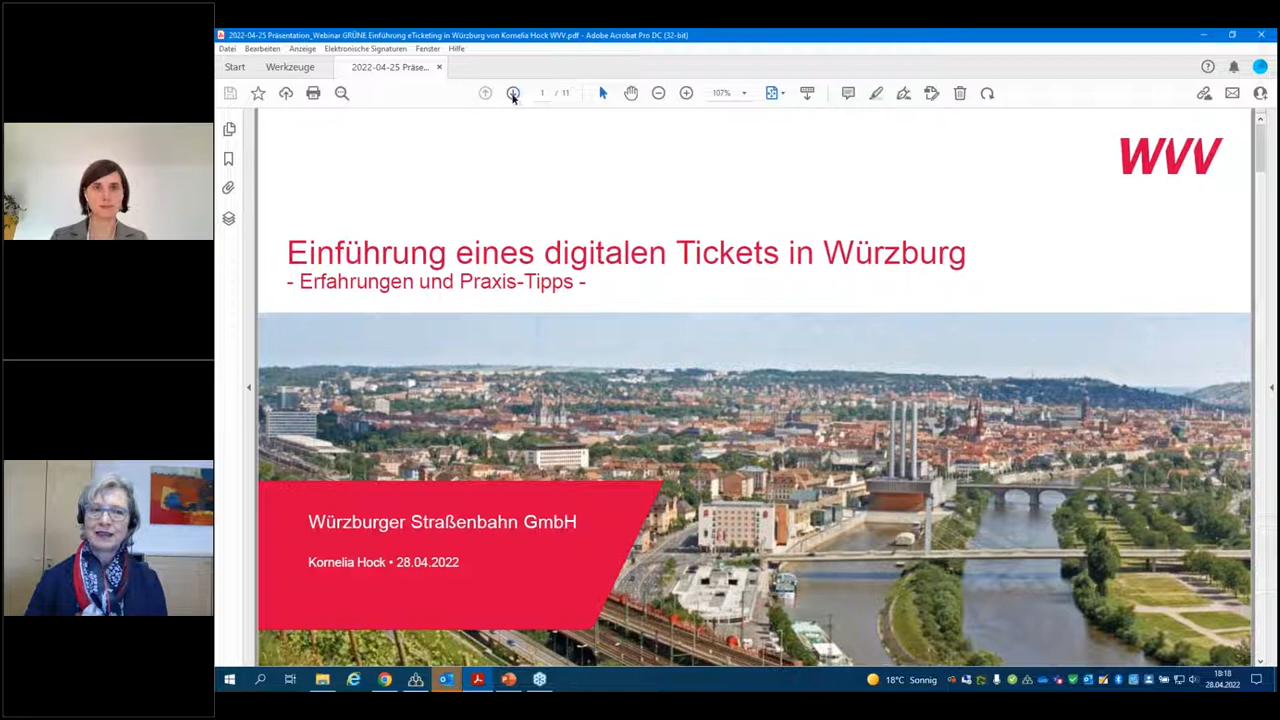 2022-04-25 Präsentation_Webinar GRÜNE Einführung eTicketing in Würzburg von Kornelia Hock WVV.pdf - Adobe Acrobat Pro DC (32-bit)
Datei Bearbeiten Anzeige Elektronische Signaturen Fenster Hilfe
Start Werkzeuge 2022-04-25 Präse... ×
1 / 11 107%
WVV
Einführung eines digitalen Tickets in Würzburg
- Erfahrungen und Praxis-Tipps -
Würzburger Straßenbahn GmbH
Kornelia Hock • 28.04.2022
18°C Sonnig
18:18
28.04.2022